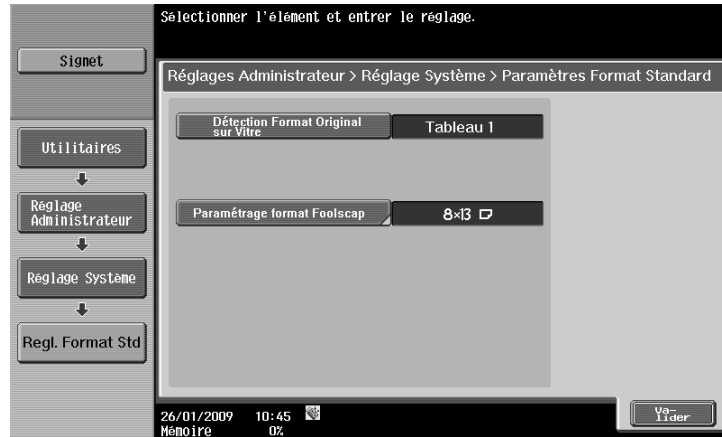 Sélectionner l'élément et entrer le réglage.
Signet
Réglages Administrateur > Réglage Système > Paramètres Format Standard
Détection Format Original
sur Vitre
Tableau 1
Utilitaires
Réglage
Administrateur
Paramétrage format Foolscap
8×13
Réglage Système
Regl. Format Std
26/01/2009 10:45
Mémoire 0%
Va-
lider